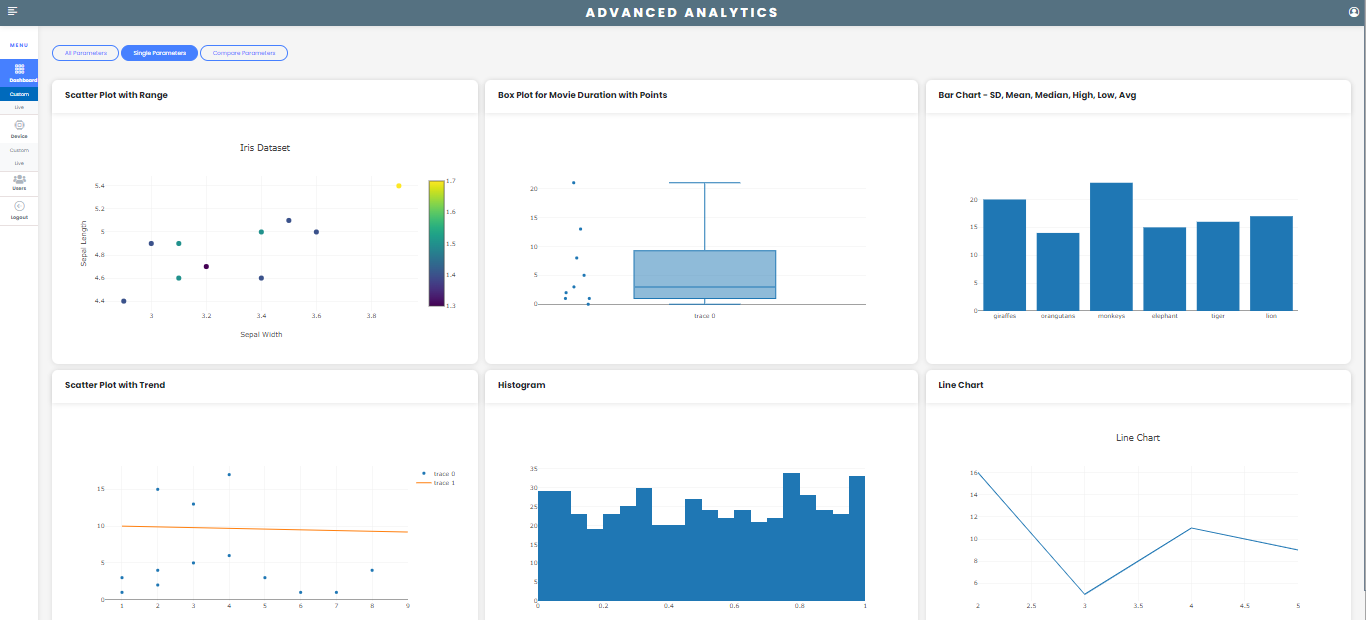 ADVANCED ANALYTICS
MENU
Dashboard
Custom
Live
Device
Custom
Live
Users
Logout
All Parameters
Single Parameters
Compare Parameters
Scatter Plot with Range
Iris Dataset
5.4
5.2
5
4.8
4.6
4.4
Sepal Length
3
3.2
3.4
3.6
3.8
Sepal Width
1.7
1.6
1.5
1.4
1.3
Box Plot for Movie Duration with Points
20
15
10
5
0
trace 0
Bar Chart - SD, Mean, Median, High, Low, Avg
20
15
10
5
0
giraffes
orangutans
monkeys
elephant
tiger
lion
Scatter Plot with Trend
trace 0
trace 1
15
10
5
0
1
2
3
4
5
6
7
8
9
Histogram
35
30
25
20
15
10
5
0
0
0.2
0.4
0.6
0.8
1
Line Chart
Line Chart
16
14
12
10
8
6
2
2.5
3
3.5
4
4.5
5